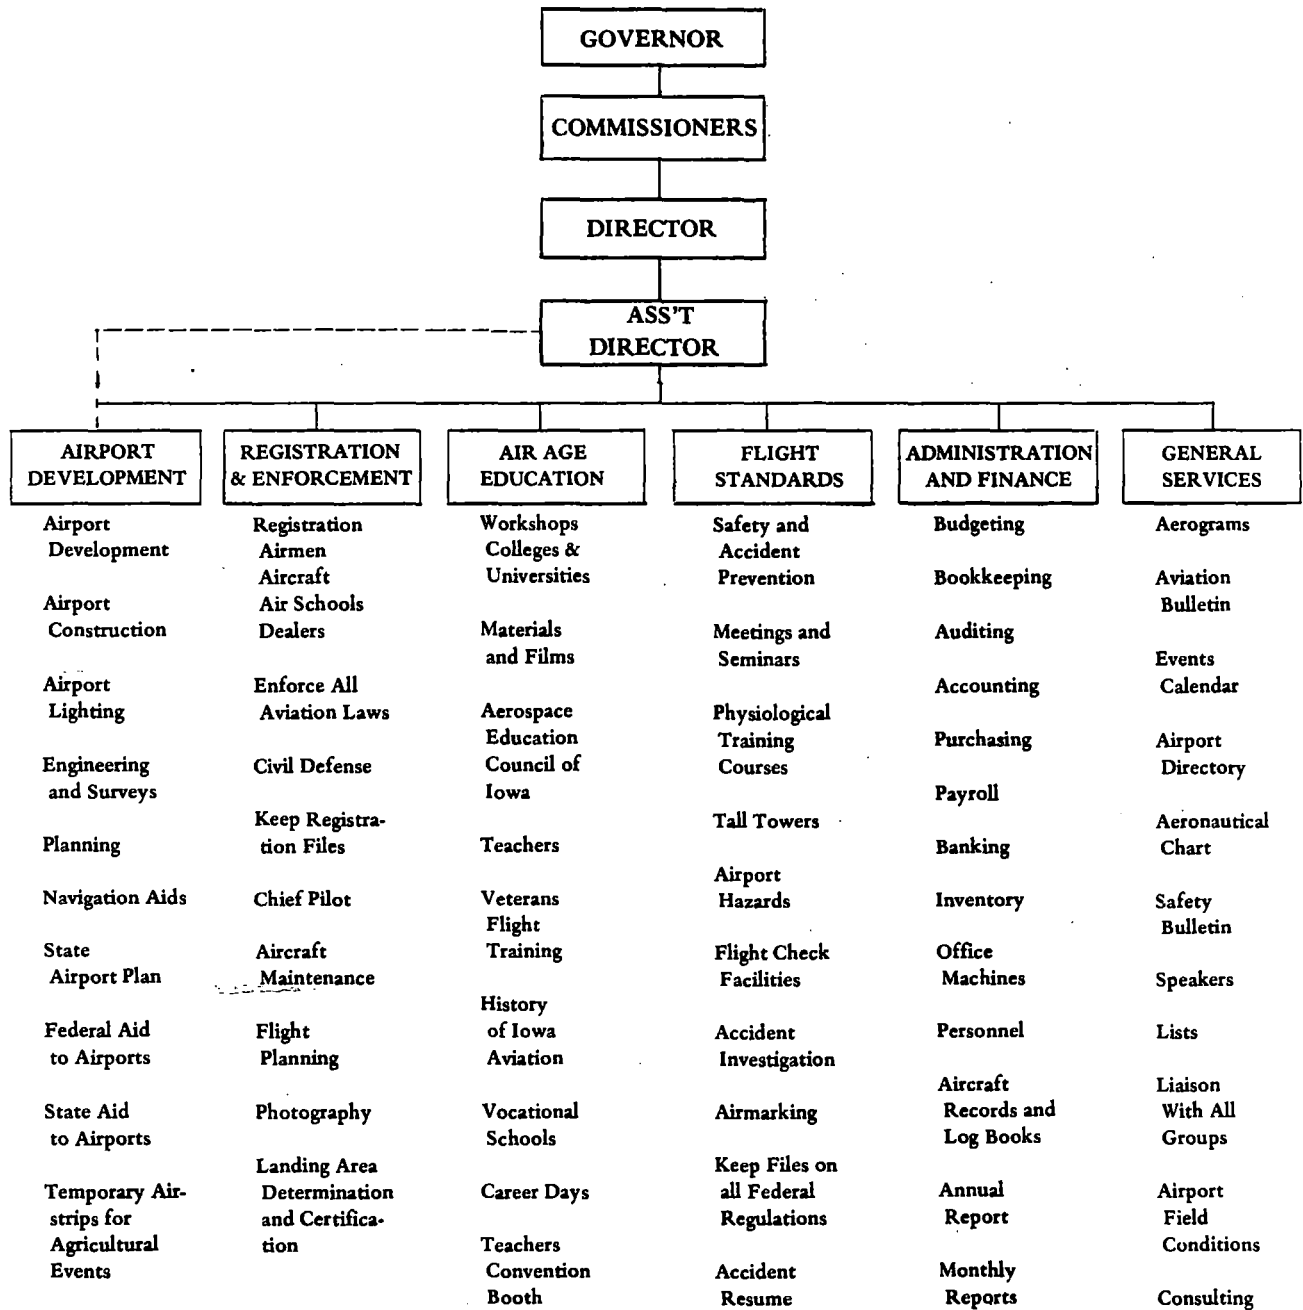 GOVERNOR
COMMISSIONERS
DIRECTOR
ASS'T
DIRECTOR
AIRPORT
DEVELOPMENT
Airport
Development
Airport
Construction
Airport
Lighting
Engineering
and Surveys
Planning
Navigation Aids
State
Airport Plan
Federal Aid
to Airports
State Aid
to Airports
Temporary Air-
strips for
Agricultural
Events
REGISTRATION
& ENFORCEMENT
Registration
Airmen
Aircraft
Air Schools
Dealers
Enforce All
Aviation Laws
Civil Defense
Keep Registra-
tion Files
Chief Pilot
Aircraft
Maintenance
Flight
Planning
Photography
Landing Area
Determination
and Certifica-
tion
AIR AGE
EDUCATION
Workshops
Colleges &
Universities
Materials
and Films
Aerospace
Education
Council of
Iowa
Teachers
Veterans
Flight
Training
History
of Iowa
Aviation
Vocational
Schools
Career Days
Teachers
Convention
Booth
FLIGHT
STANDARDS
Safety and
Accident
Prevention
Meetings and
Seminars
Physiological
Training
Courses
Tall Towers
Airport
Hazards
Flight Check
Facilities
Accident
Investigation
Airmarking
Keep Files on
all Federal
Regulations
Accident
Resume
ADMINISTRATION
AND FINANCE
Budgeting
Bookkeeping
Auditing
Accounting
Purchasing
Payroll
Banking
Inventory
Office
Machines
Personnel
Aircraft
Records and
Log Books
Annual
Report
Monthly
Reports
GENERAL
SERVICES
Aerograms
Aviation
Bulletin
Events
Calendar
Airport
Directory
Aeronautical
Chart
Safety
Bulletin
Speakers
Lists
Liaison
With All
Groups
Airport
Field
Conditions
Consulting